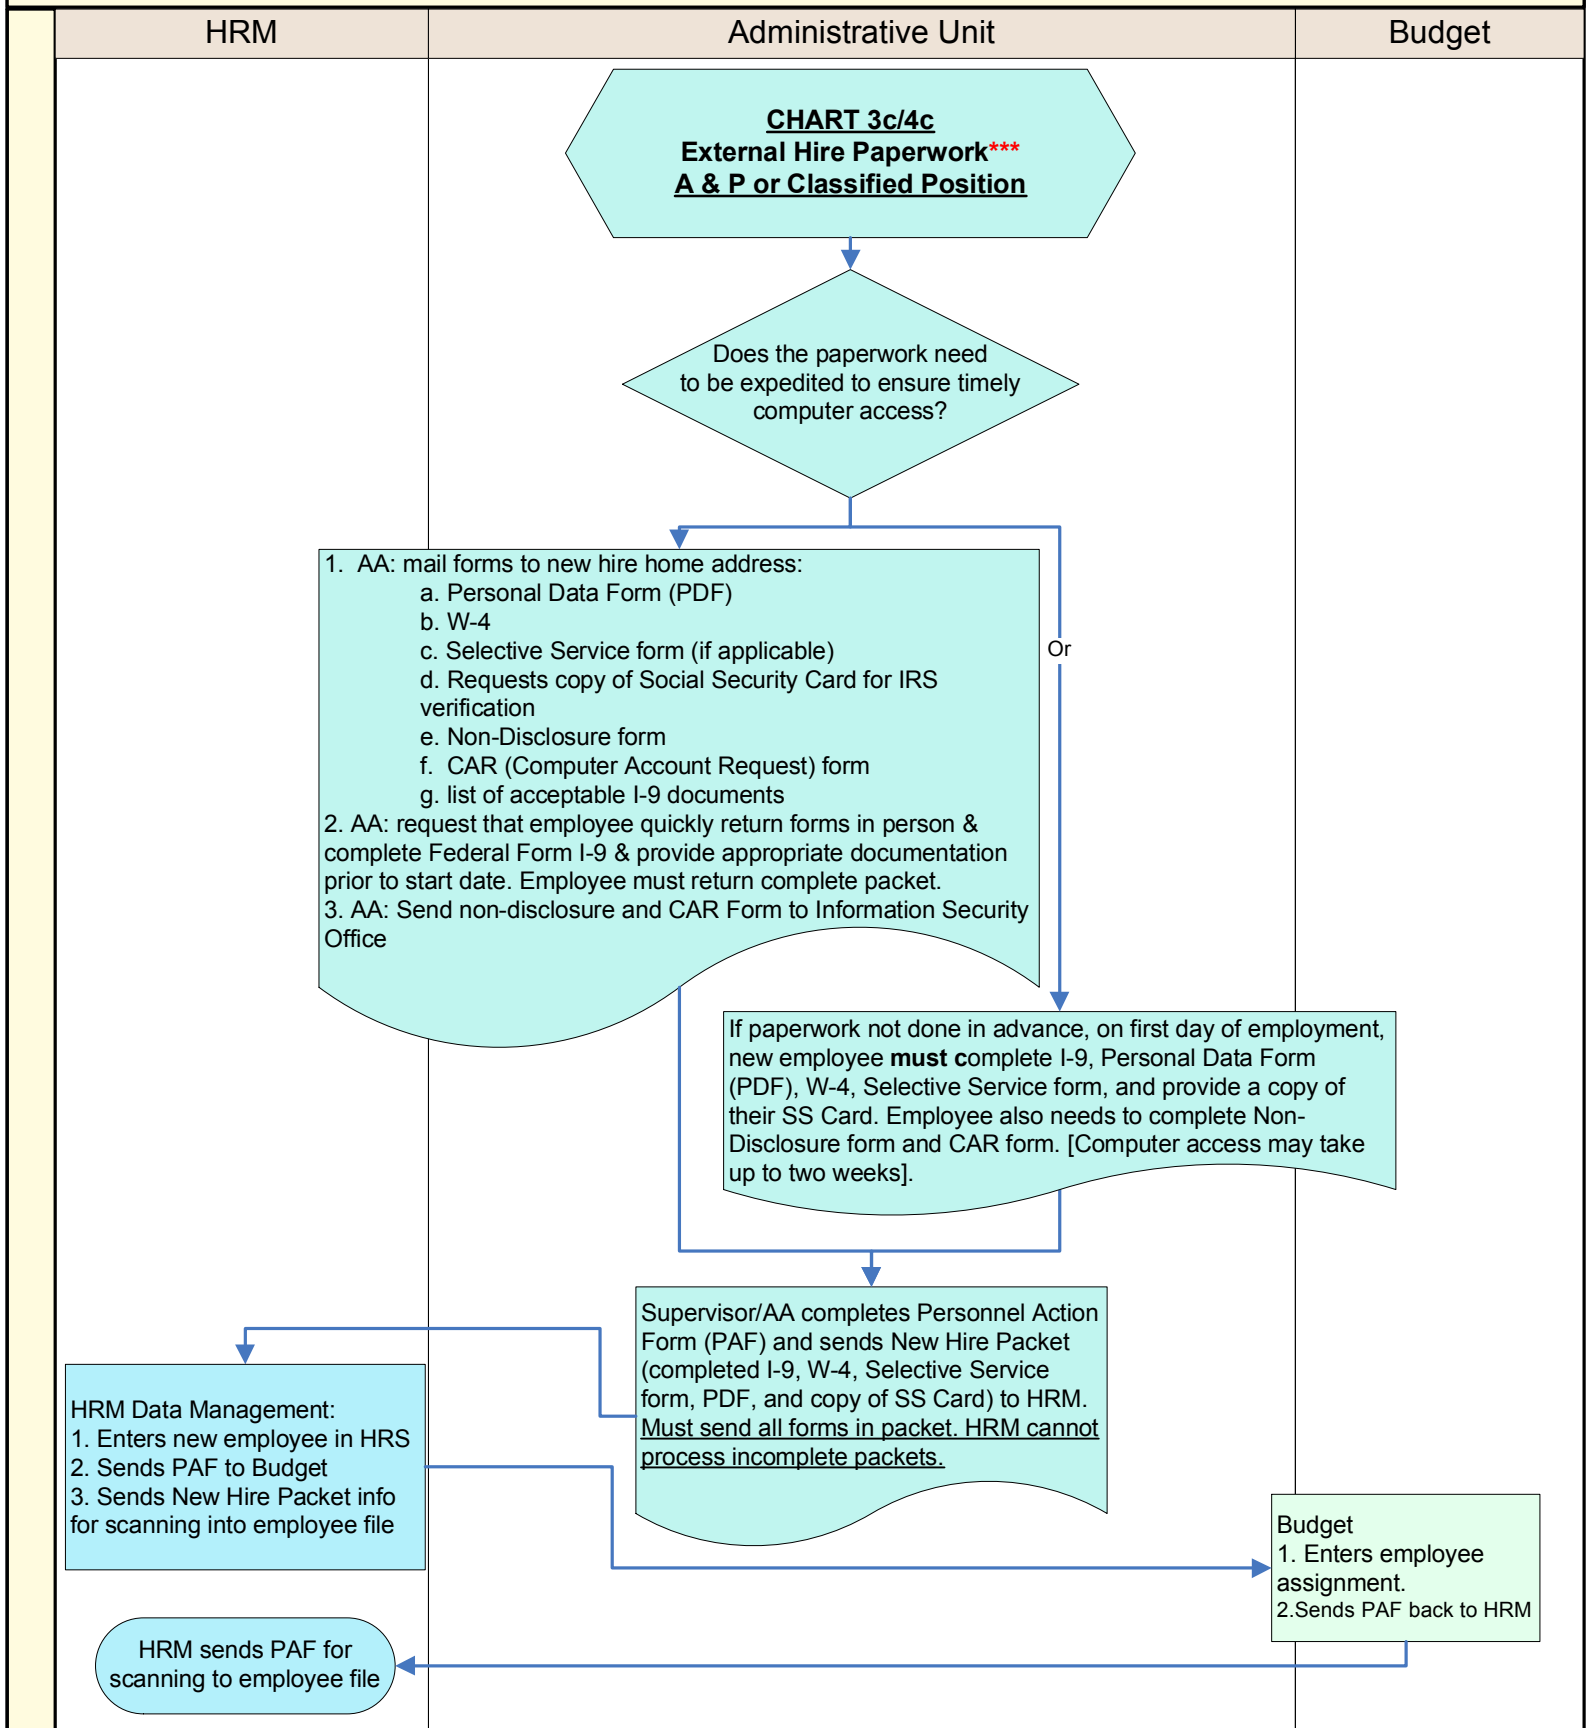 HRM
Administrative Unit
Budget
CHART 3c/4c
External Hire Paperwork***
A & P or Classified Position
Does the paperwork need
to be expedited to ensure timely
computer access?
1. AA: mail forms to new hire home address:
a. Personal Data Form (PDF)
b. W-4
c. Selective Service form (if applicable)
d. Requests copy of Social Security Card for IRS
verification
e. Non-Disclosure form
f. CAR (Computer Account Request) form
g. list of acceptable I-9 documents
2. AA: request that employee quickly return forms in person &
complete Federal Form I-9 & provide appropriate documentation
prior to start date. Employee must return complete packet.
3. AA: Send non-disclosure and CAR Form to Information Security
Office
Or
If paperwork not done in advance, on first day of employment,
new employee must complete I-9, Personal Data Form
(PDF), W-4, Selective Service form, and provide a copy of
their SS Card. Employee also needs to complete Non-
Disclosure form and CAR form. [Computer access may take
up to two weeks].
Supervisor/AA completes Personnel Action
Form (PAF) and sends New Hire Packet
(completed I-9, W-4, Selective Service
form, PDF, and copy of SS Card) to HRM.
Must send all forms in packet. HRM cannot
process incomplete packets.
HRM Data Management:
1. Enters new employee in HRS
2. Sends PAF to Budget
3. Sends New Hire Packet info
for scanning into employee file
Budget
1. Enters employee
assignment.
2.Sends PAF back to HRM
HRM sends PAF for
scanning to employee file